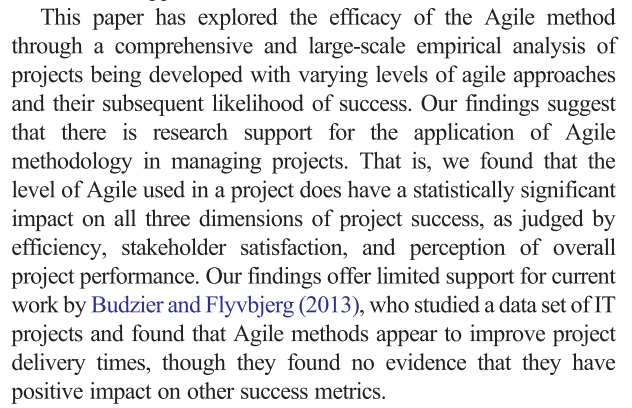 This paper has explored the efficacy of the Agile method
through a comprehensive and large-scale empirical analysis of
projects being developed with varying levels of agile approaches
and their subsequent likelihood of success. Our findings suggest
that there is research support for the application of Agile
methodology in managing projects. That is, we found that the
level of Agile used in a project does have a statistically significant
impact on all three dimensions of project success, as judged by
efficiency, stakeholder satisfaction, and perception of overall
project performance. Our findings offer limited support for current
work by Budzier and Flyvbjerg (2013), who studied a data set of IT
projects and found that Agile methods appear to improve project
delivery times, though they found no evidence that they have
positive impact on other success metrics.